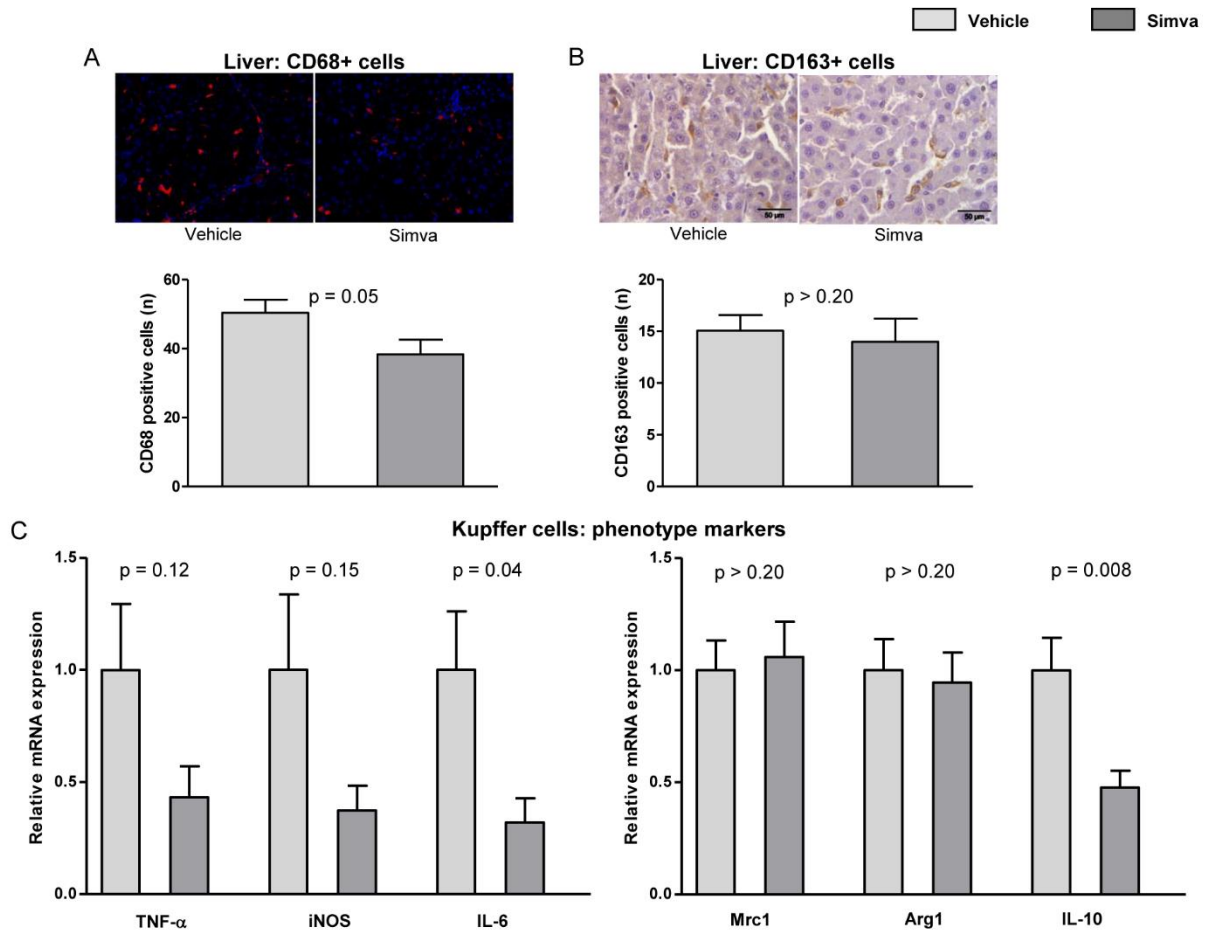 Vehicle Simva
A
Liver: CD68+ cells
Vehicle Simva
B
Liver: CD163+ cells
50 µm 50 µm
Vehicle Simva
CD68 positive cells (n)
60
40
20
0
p = 0.05
CD163 positive cells (n)
20
15
10
5
0
p > 0.20
C
Kupffer cells: phenotype markers
Relative mRNA expression
1.5
1.0
0.5
0.0
p = 0.12 p = 0.15 p = 0.04
TNF-α iNOS IL-6
Relative mRNA expression
1.5
1.0
0.5
0.0
p > 0.20 p > 0.20 p = 0.008
Mrc1 Arg1 IL-10